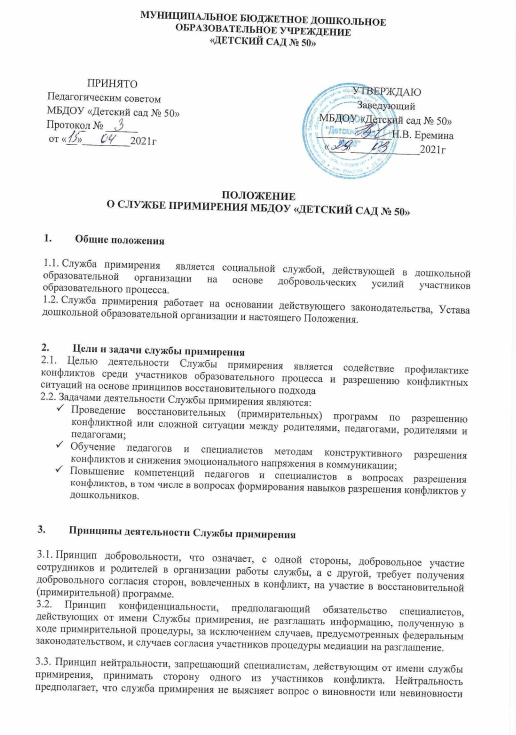 МУНИЦИПАЛЬНОЕ БЮДЖЕТНОЕ ДОШКОЛЬНОЕ
ОБРАЗОВАТЕЛЬНОЕ УЧРЕЖДЕНИЕ
«ДЕТСКИЙ САД № 50»
ПРИНЯТО
Педагогическим советом
МБДОУ «Детский сад № 50»
Протокол № 3
от «15» 04 2021г
УТВЕРЖДАЮ
Заведующий
МБДОУ «Детский сад № 50»
Н.В. Еремина
«29» 03 2021г
ПОЛОЖЕНИЕ
О СЛУЖБЕ ПРИМИРЕНИЯ МБДОУ «ДЕТСКИЙ САД № 50»
1. Общие положения
1.1. Служба примирения является социальной службой, действующей в дошкольной
образовательной организации на основе добровольческих усилий участников
образовательного процесса.
1.2. Служба примирения работает на основании действующего законодательства, Устава
дошкольной образовательной организации и настоящего Положения.
2. Цели и задачи службы примирения
2.1. Целью деятельности Службы примирения является содействие профилактике
конфликтов среди участников образовательного процесса и разрешению конфликтных
ситуаций на основе принципов восстановительного подхода
2.2. Задачами деятельности Службы примирения являются:
✓ Проведение восстановительных (примирительных) программ по разрешению
конфликтной или сложной ситуации между родителями, педагогами, родителями и
педагогами;
✓ Обучение педагогов и специалистов методам конструктивного разрешения
конфликтов и снижения эмоционального напряжения в коммуникации;
✓ Повышение компетенций педагогов и специалистов в вопросах разрешения
конфликтов, в том числе в вопросах формирования навыков разрешения конфликтов у
дошкольников.
3. Принципы деятельности Службы примирения
3.1. Принцип добровольности, что означает, с одной стороны, добровольное участие
сотрудников и родителей в организации работы службы, а с другой, требует получения
добровольного согласия сторон, вовлеченных в конфликт, на участие в восстановительной
(примирительной) программе.
3.2. Принцип конфиденциальности, предполагающий обязательство специалистов,
действующих от имени Службы примирения, не разглашать информацию, полученную в
ходе примирительной процедуры, за исключением случаев, предусмотренных федеральным
законодательством, и случаев согласия участников процедуры медиации на разглашение.
3.3. Принцип нейтральности, запрещающий специалистам, действующим от имени службы
примирения, принимать сторону одного из участников конфликта. Нейтральность
предполагает, что служба примирения не выясняет вопрос о виновности или невиновности